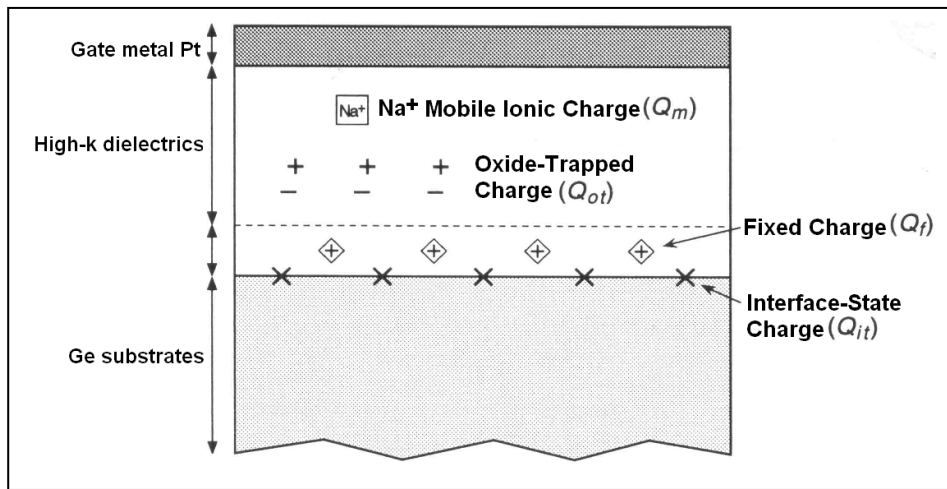 Gate metal Pt
Na⁺ Na⁺ Mobile Ionic Charge (Qm)
High-k dielectrics
+ + + Oxide-Trapped
− − − Charge (Qot)
Fixed Charge (Qf)
+ + + +
Interface-State
Charge (Qit)
Ge substrates